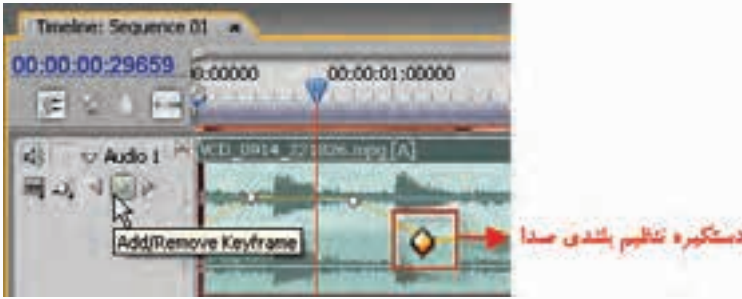 Timeline: Sequence 01
00:00:00:29659
0:00000 00:00:01:00000
Audio 1
VCD_0914_221826.mpg [A]
Add/Remove Keyframe
دستگیره تنظیم بلندی صدا